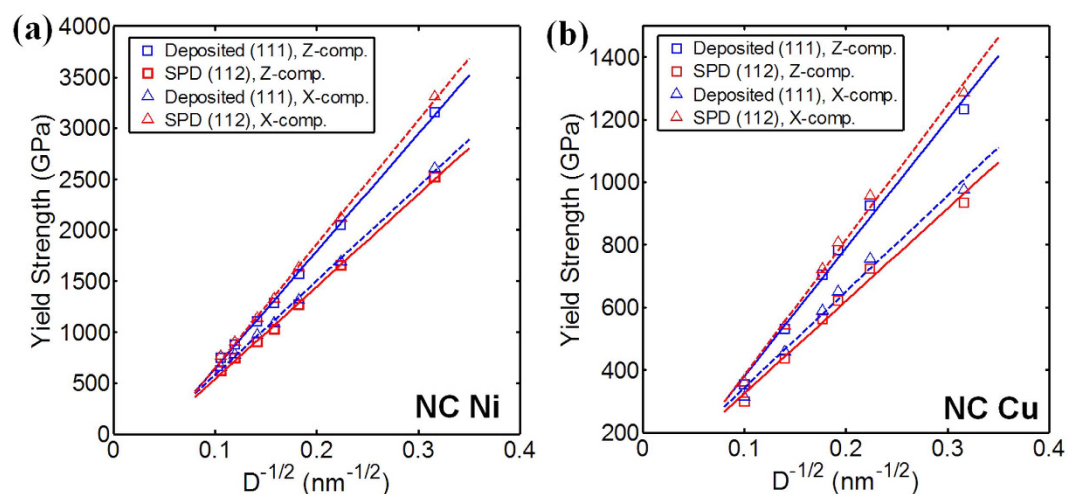 (a)
4000
3500
3000
2500
2000
1500
1000
500
0
Yield Strength (GPa)
Deposited (111), Z-comp.
SPD (112), Z-comp.
Deposited (111), X-comp.
SPD (112), X-comp.
NC Ni
0 0.1 0.2 0.3 0.4
D⁻¹/² (nm⁻¹/²)
(b)
1400
1200
1000
800
600
400
200
Yield Strength (GPa)
Deposited (111), Z-comp.
SPD (112), Z-comp.
Deposited (111), X-comp.
SPD (112), X-comp.
NC Cu
0 0.1 0.2 0.3 0.4
D⁻¹/² (nm⁻¹/²)